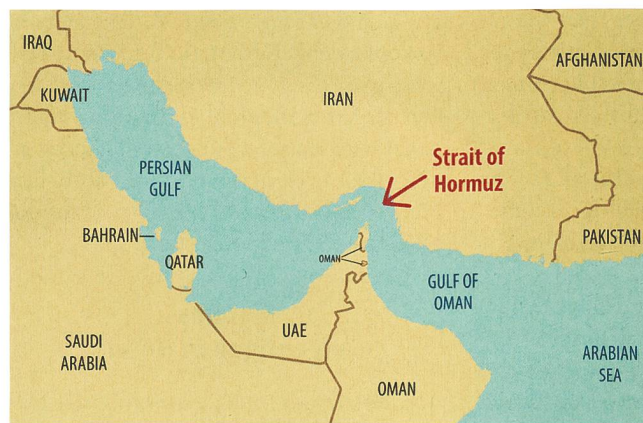 IRAQ
AFGHANISTAN
KUWAIT
IRAN
Strait of
Hormuz
PERSIAN
GULF
BAHRAIN
QATAR
OMAN
PAKISTAN
GULF OF
OMAN
UAE
SAUDI
ARABIA
ARABIAN
SEA
OMAN